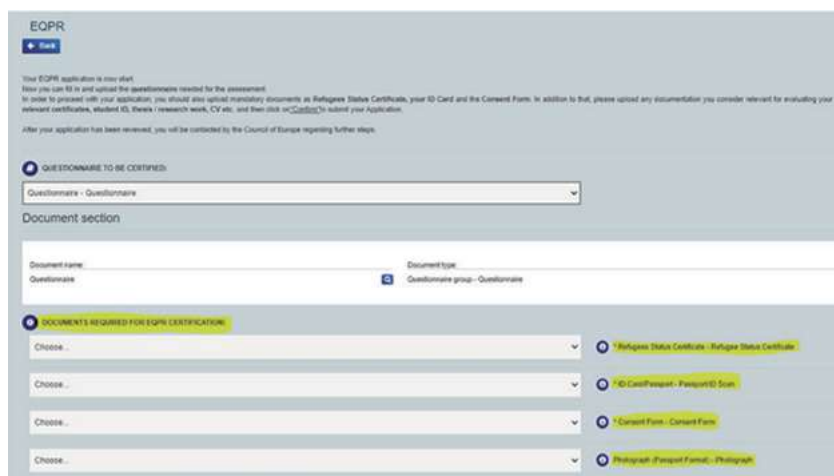 EQPR
Back
Your EQPR application is now start.
Now you can fill in and upload the questionnaire needed for the assessment.
In order to proceed with your application, you should also upload mandatory documents as Refugee Status Certificate, your ID Card and the Consent Form. In addition to that, please upload any documentation you consider relevant for evaluating your
relevant certificates, student ID, thesis / research work, CV etc. and then click on "Confirm" to submit your Application.
After your application has been reviewed, you will be contacted by the Council of Europe regarding further steps.
QUESTIONNAIRE TO BE CERTIFIED:
Questionnaire - Questionnaire
Document section
Document name: Document type:
Questionnaire Questionnaire group - Questionnaire
DOCUMENTS REQUIRED FOR EQPR CERTIFICATION:
Choose... * Refugees Status Certificate - Refugee Status Certificate
Choose... * ID Card/Passport - Passport/ID Scan
Choose... * Consent Form - Consent Form
Choose... Photograph (Passport Format) - Photograph